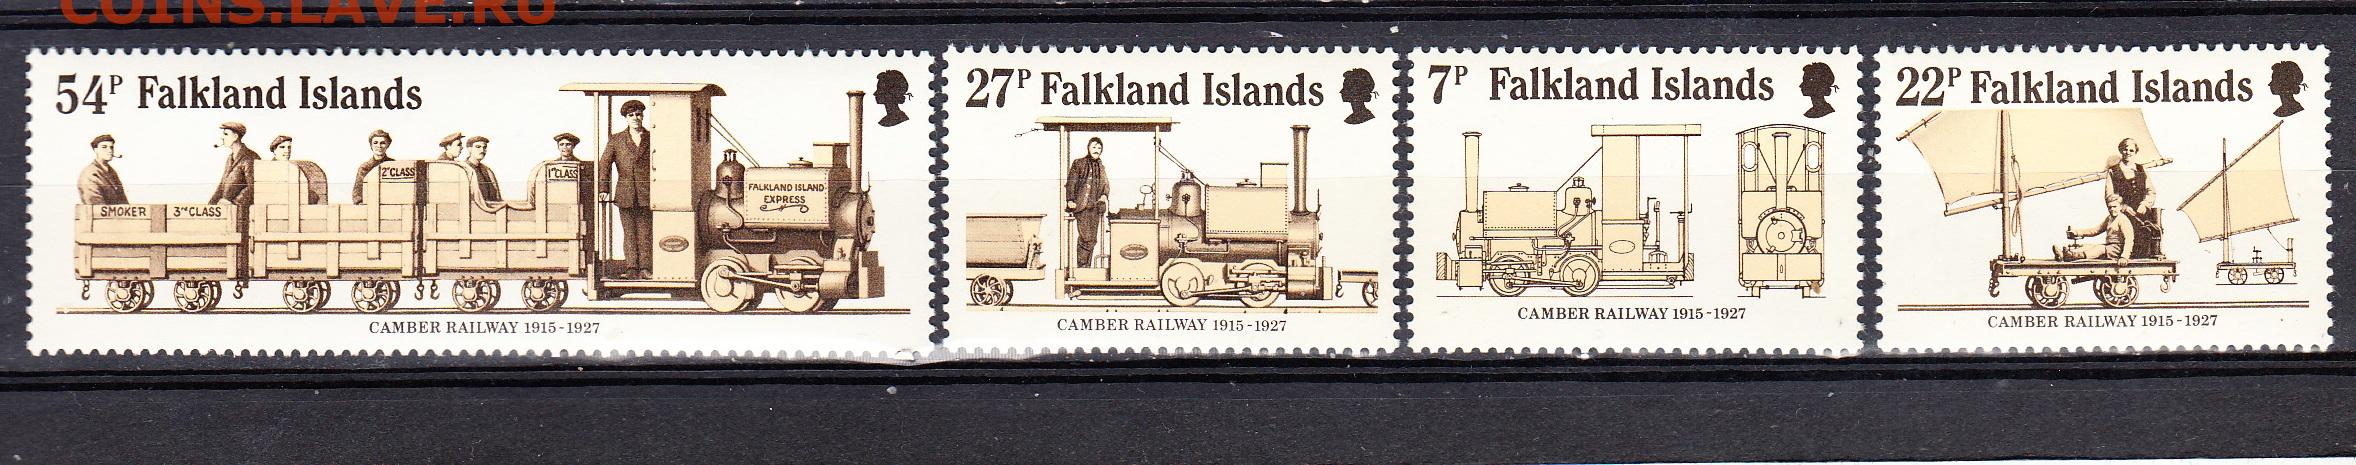 COINS.LAVE.RU
54P Falkland Islands
SMOKER 3RD CLASS
2ND CLASS
1ST CLASS
FALKLAND ISLAND
EXPRESS
CAMBER RAILWAY 1915-1927
27P Falkland Islands
CAMBER RAILWAY 1915-1927
7P Falkland Islands
CAMBER RAILWAY 1915-1927
22P Falkland Islands
CAMBER RAILWAY 1915-1927